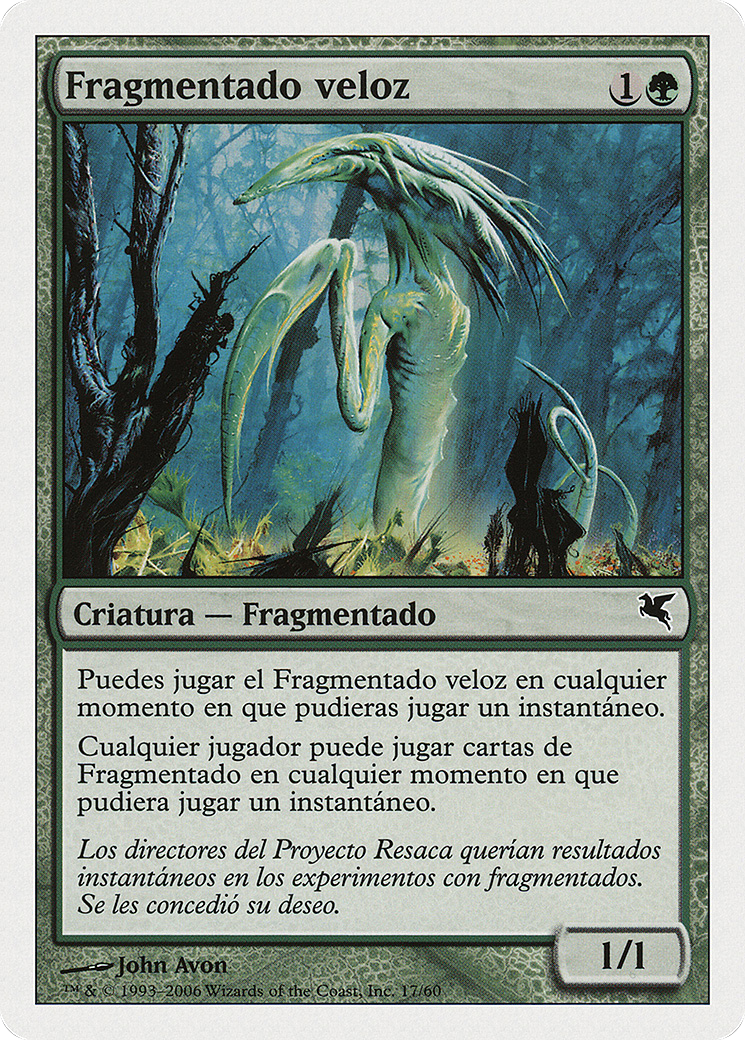 Fragmentado veloz 1
Criatura — Fragmentado
Puedes jugar el Fragmentado veloz en cualquier
momento en que pudieras jugar un instantáneo.
Cualquier jugador puede jugar cartas de
Fragmentado en cualquier momento en que
pudiera jugar un instantáneo.
Los directores del Proyecto Resaca querían resultados
instantáneos en los experimentos con fragmentados.
Se les concedió su deseo.
1/1
John Avon
™ & © 1993–2006 Wizards of the Coast, Inc. 17/60